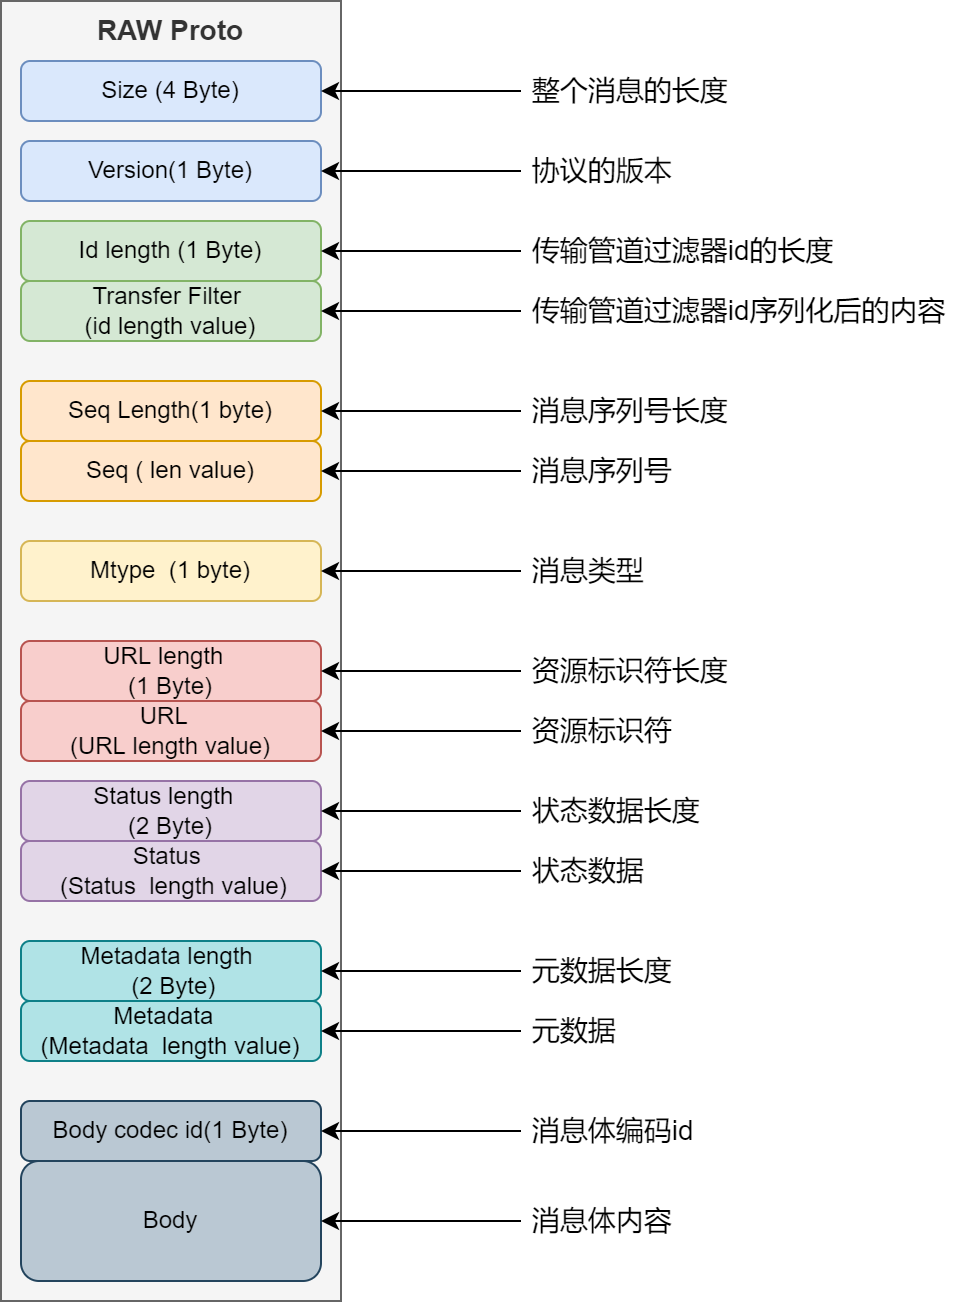 RAW Proto
Size (4 Byte)
整个消息的长度
Version(1 Byte)
协议的版本
Id length (1 Byte)
传输管道过滤器id的长度
Transfer Filter
(id length value)
传输管道过滤器id序列化后的内容
Seq Length(1 byte)
消息序列号长度
Seq ( len value)
消息序列号
Mtype  (1 byte)
消息类型
URL length
(1 Byte)
资源标识符长度
URL
(URL length value)
资源标识符
Status length
(2 Byte)
状态数据长度
Status
(Status  length value)
状态数据
Metadata length
(2 Byte)
元数据长度
Metadata
(Metadata  length value)
元数据
Body codec id(1 Byte)
消息体编码id
Body
消息体内容